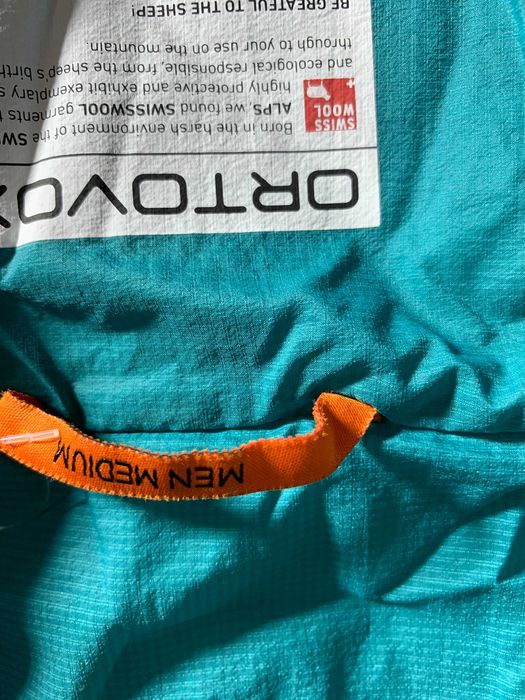 ORTOVOX
SWISS
WOOL
Born in the harsh environment of the SW
ALPS, we found SWISSWOOL garments t
highly protective and exhibit exemplary s
and ecological responsible, from the sheep's birth
through to your use on the mountain.
BE GREATFUL TO THE SHEEP!
MEN MEDIUM